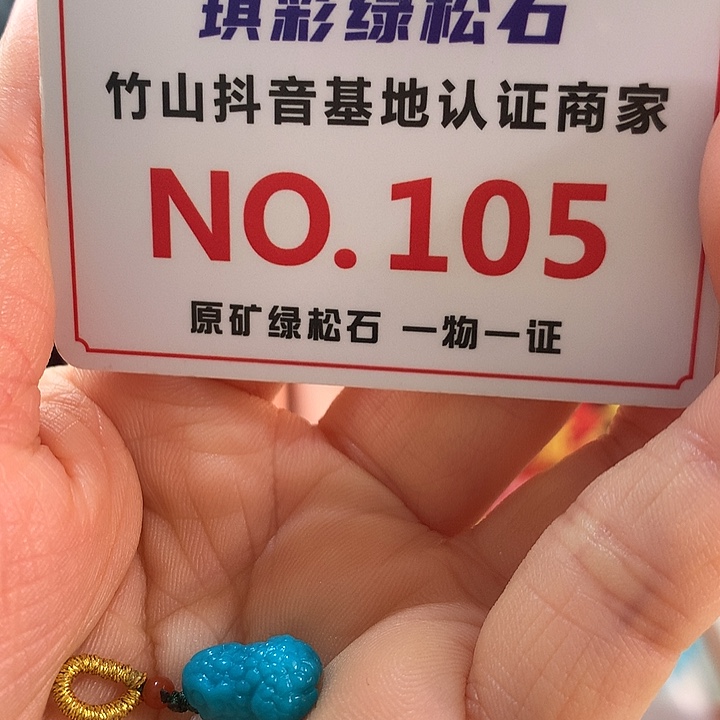 琪彩绿松石
竹山抖音基地认证商家
NO.105
原矿绿松石 一物一证